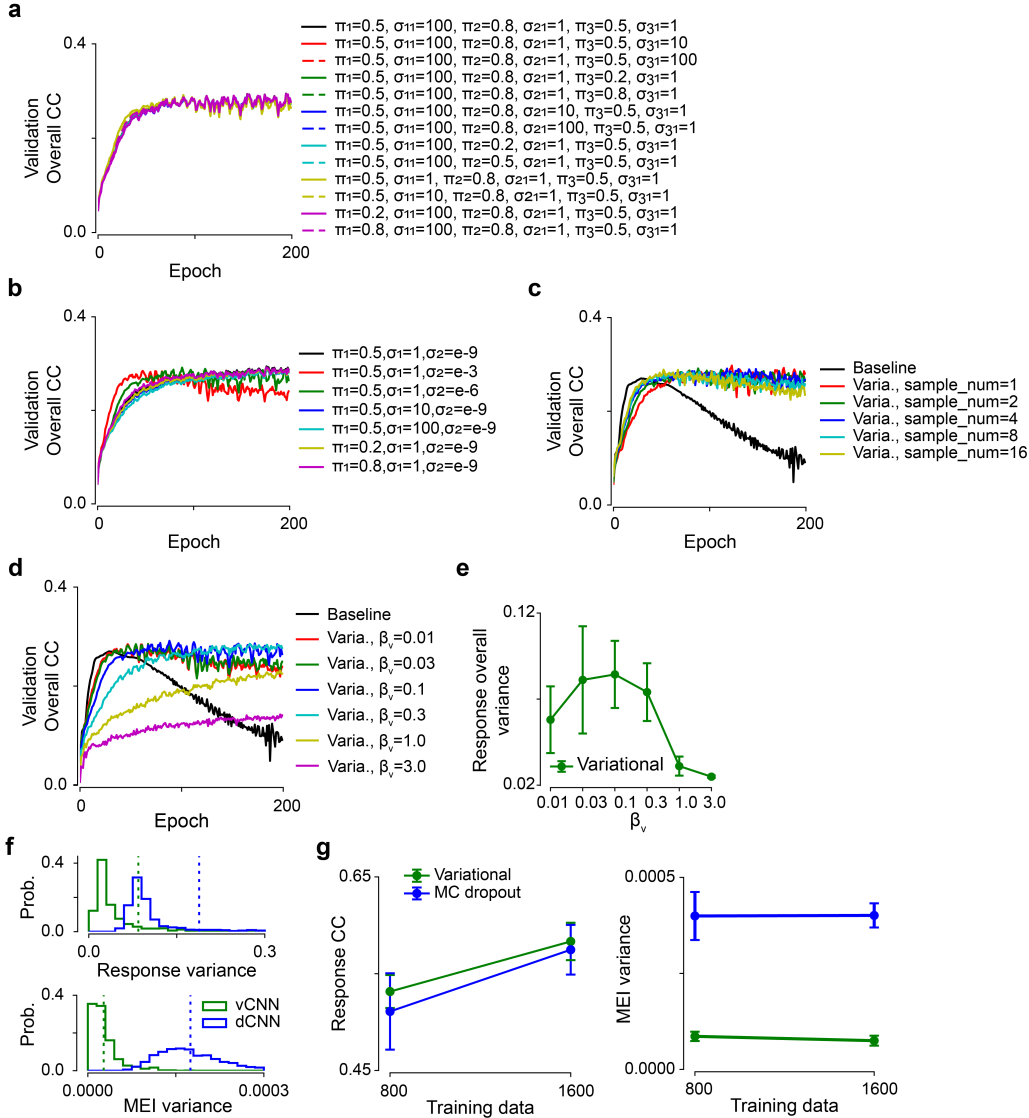 a
0.4
Validation
Overall CC
0.0
0
200
Epoch
π1=0.5, σ11=100, π2=0.8, σ21=1, π3=0.5, σ31=1
π1=0.5, σ11=100, π2=0.8, σ21=1, π3=0.5, σ31=10
π1=0.5, σ11=100, π2=0.8, σ21=1, π3=0.5, σ31=100
π1=0.5, σ11=100, π2=0.8, σ21=1, π3=0.2, σ31=1
π1=0.5, σ11=100, π2=0.8, σ21=1, π3=0.8, σ31=1
π1=0.5, σ11=100, π2=0.8, σ21=10, π3=0.5, σ31=1
π1=0.5, σ11=100, π2=0.8, σ21=100, π3=0.5, σ31=1
π1=0.5, σ11=100, π2=0.2, σ21=1, π3=0.5, σ31=1
π1=0.5, σ11=100, π2=0.5, σ21=1, π3=0.5, σ31=1
π1=0.5, σ11=1, π2=0.8, σ21=1, π3=0.5, σ31=1
π1=0.5, σ11=10, π2=0.8, σ21=1, π3=0.5, σ31=1
π1=0.2, σ11=100, π2=0.8, σ21=1, π3=0.5, σ31=1
π1=0.8, σ11=100, π2=0.8, σ21=1, π3=0.5, σ31=1
b
0.4
Validation
Overall CC
0.0
0
200
Epoch
π1=0.5,σ1=1,σ2=e-9
π1=0.5,σ1=1,σ2=e-3
π1=0.5,σ1=1,σ2=e-6
π1=0.5,σ1=10,σ2=e-9
π1=0.5,σ1=100,σ2=e-9
π1=0.2,σ1=1,σ2=e-9
π1=0.8,σ1=1,σ2=e-9
c
0.4
Validation
Overall CC
0.0
0
200
Epoch
Baseline
Varia., sample_num=1
Varia., sample_num=2
Varia., sample_num=4
Varia., sample_num=8
Varia., sample_num=16
d
0.4
Validation
Overall CC
0.0
0
200
Epoch
Baseline
Varia., βv=0.01
Varia., βv=0.03
Varia., βv=0.1
Varia., βv=0.3
Varia., βv=1.0
Varia., βv=3.0
e
0.12
Response overall
variance
0.02
Variational
0.01 0.03 0.1 0.3 1.0 3.0
βv
f
0.4
Prob.
0.0
0.0
0.3
Response variance
0.4
Prob.
0.0
vCNN
dCNN
0.0000
0.0003
MEI variance
g
Variational
MC dropout
0.65
Response CC
0.45
800
1600
Training data
0.0005
MEI variance
0.0000
800
1600
Training data